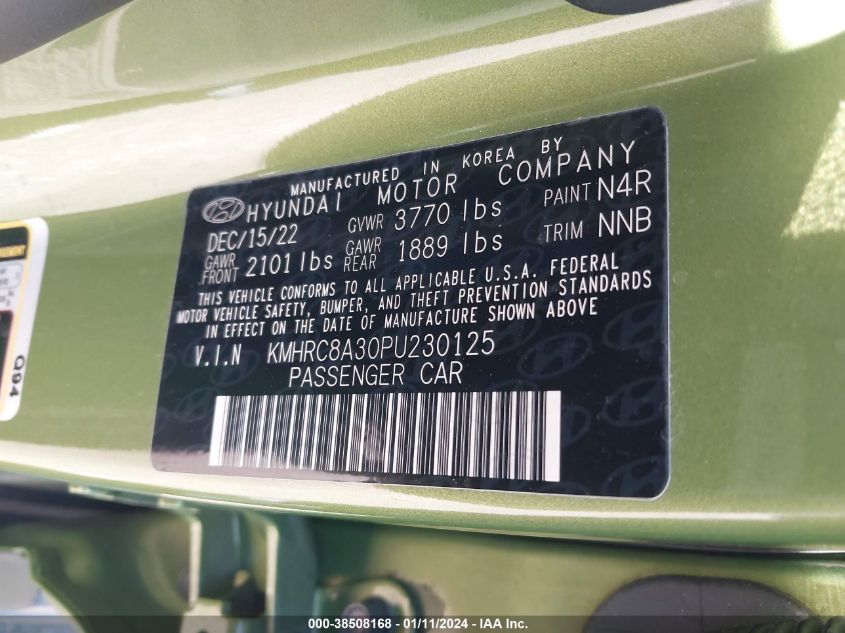 MANUFACTURED IN KOREA BY
HYUNDAI MOTOR COMPANY
DEC/15/22 GVWR 3770 lbs PAINT N4R
GAWR FRONT 2101 lbs GAWR REAR 1889 lbs TRIM NNB
THIS VEHICLE CONFORMS TO ALL APPLICABLE U.S.A. FEDERAL
MOTOR VEHICLE SAFETY, BUMPER, AND THEFT PREVENTION STANDARDS
IN EFFECT ON THE DATE OF MANUFACTURE SHOWN ABOVE
V.I.N KMHRC8A30PU230125
PASSENGER CAR
Q94
000-38508168 - 01/11/2024 - IAA, Inc.